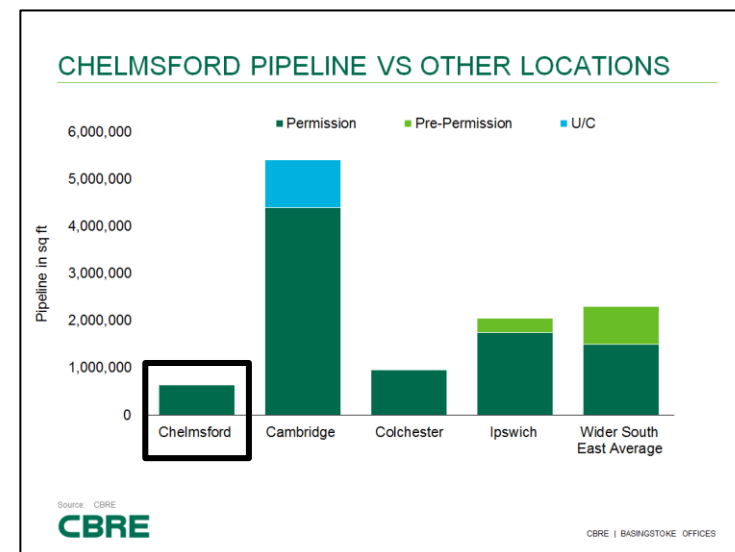 CHELMSFORD PIPELINE VS OTHER LOCATIONS
Permission Pre-Permission U/C
Pipeline in sq ft
6,000,000
5,000,000
4,000,000
3,000,000
2,000,000
1,000,000
0
Chelmsford Cambridge Colchester Ipswich Wider South
East Average
Source: CBRE
CBRE
CBRE | BASINGSTOKE OFFICES